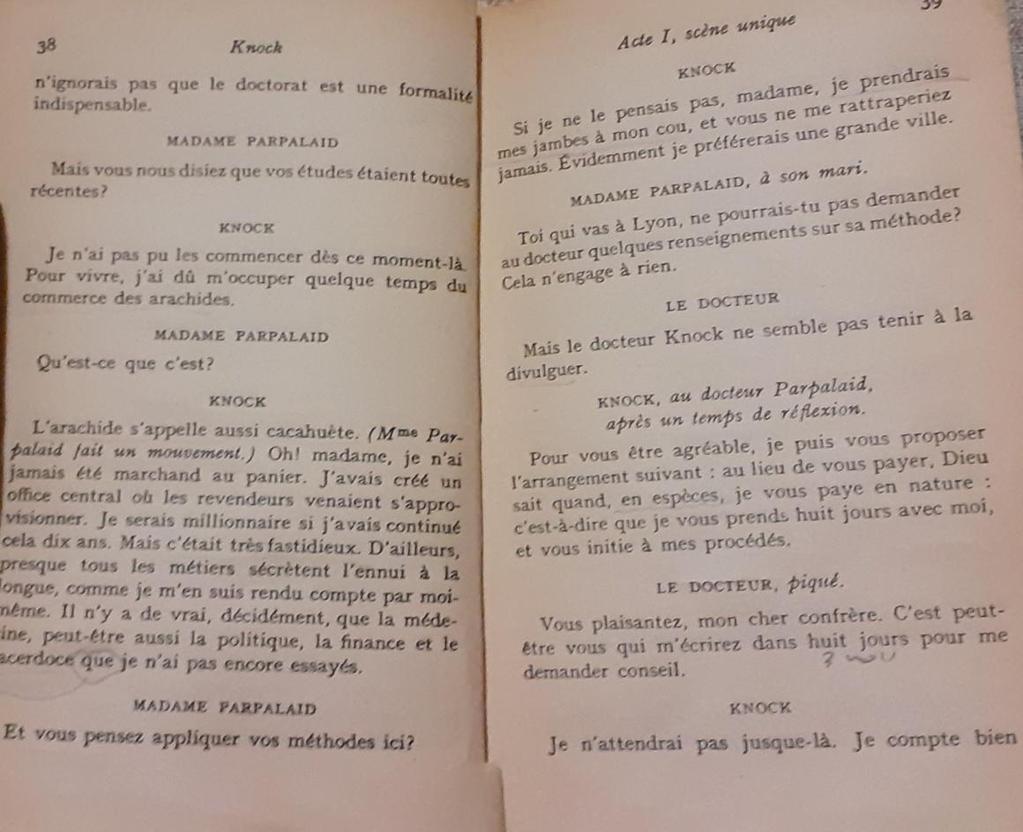 38
Knock
n'ignorais pas que le doctorat est une formalité
indispensable.
MADAME PARPALAID
Mais vous nous disiez que vos études étaient toutes
récentes?
KNOCK
Je n'ai pas pu les commencer dès ce moment-là.
Pour vivre, j'ai dû m'occuper quelque temps du
commerce des arachides.
MADAME PARPALAID
Qu'est-ce que c'est?
KNOCK
L'arachide s'appelle aussi cacahuète. (Mme Par-
palaid fait un mouvement.) Oh! madame, je n'ai
jamais été marchand au panier. J'avais créé un
office central où les revendeurs venaient s'appro-
visionner. Je serais millionnaire si j'avais continué
cela dix ans. Mais c'était très fastidieux. D'ailleurs,
presque tous les métiers sécrètent l'ennui à la
longue, comme je m'en suis rendu compte par moi-
même. Il n'y a de vrai, décidément, que la méde-
ine, peut-être aussi la politique, la finance et le
acerdoce que je n'ai pas encore essayés.
MADAME PARPALAID
Et vous pensez appliquer vos méthodes ici?
39
Acte I, scène unique
KNOCK
Si je ne le pensais pas, madame, je prendrais
mes jambes à mon cou, et vous ne me rattraperiez
jamais. Évidemment je préférerais une grande ville.
MADAME PARPALAID, à son mari.
Toi qui vas à Lyon, ne pourrais-tu pas demander
au docteur quelques renseignements sur sa méthode?
Cela n'engage à rien.
LE DOCTEUR
Mais le docteur Knock ne semble pas tenir à la
divulguer.
KNOCK, au docteur Parpalaid,
après un temps de réflexion.
Pour vous être agréable, je puis vous proposer
l'arrangement suivant : au lieu de vous payer, Dieu
sait quand, en espèces, je vous paye en nature :
c'est-à-dire que je vous prends huit jours avec moi,
et vous initie à mes procédés.
LE DOCTEUR, piqué.
Vous plaisantez, mon cher confrère. C'est peut-
être vous qui m'écrirez dans huit jours pour me
demander conseil.
KNOCK
Je n'attendrai pas jusque-là. Je compte bien